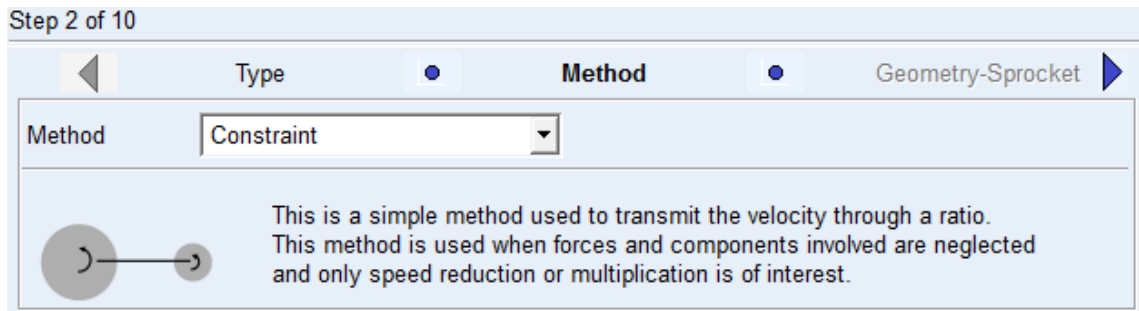 Step 2 of 10
Type Method Geometry-Sprocket
Method Constraint
This is a simple method used to transmit the velocity through a ratio.
This method is used when forces and components involved are neglected
and only speed reduction or multiplication is of interest.